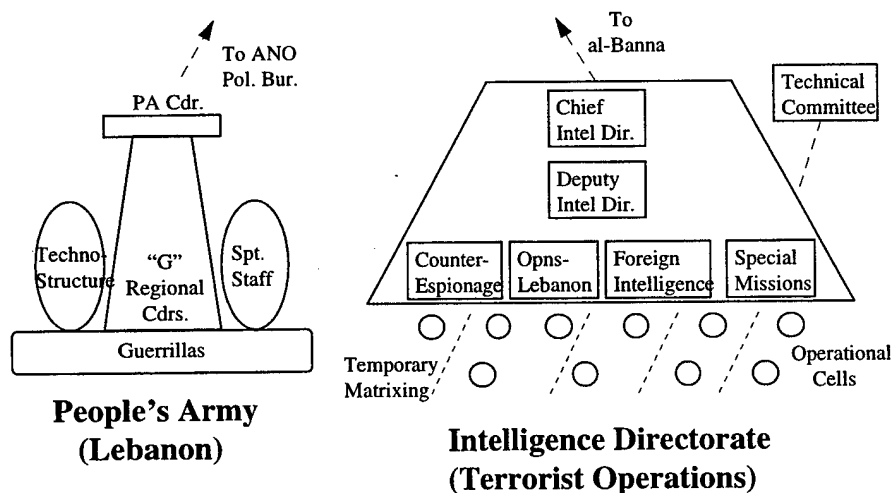 To ANO
Pol. Bur.
PA Cdr.
Techno-
Structure
“G”
Regional
Cdrs.
Spt.
Staff
Guerrillas
People's Army
(Lebanon)
To
al-Banna
Technical
Committee
Chief
Intel Dir.
Deputy
Intel Dir.
Counter-
Espionage
Opns-
Lebanon
Foreign
Intelligence
Special
Missions
Temporary
Matrixing
Operational
Cells
Intelligence Directorate
(Terrorist Operations)